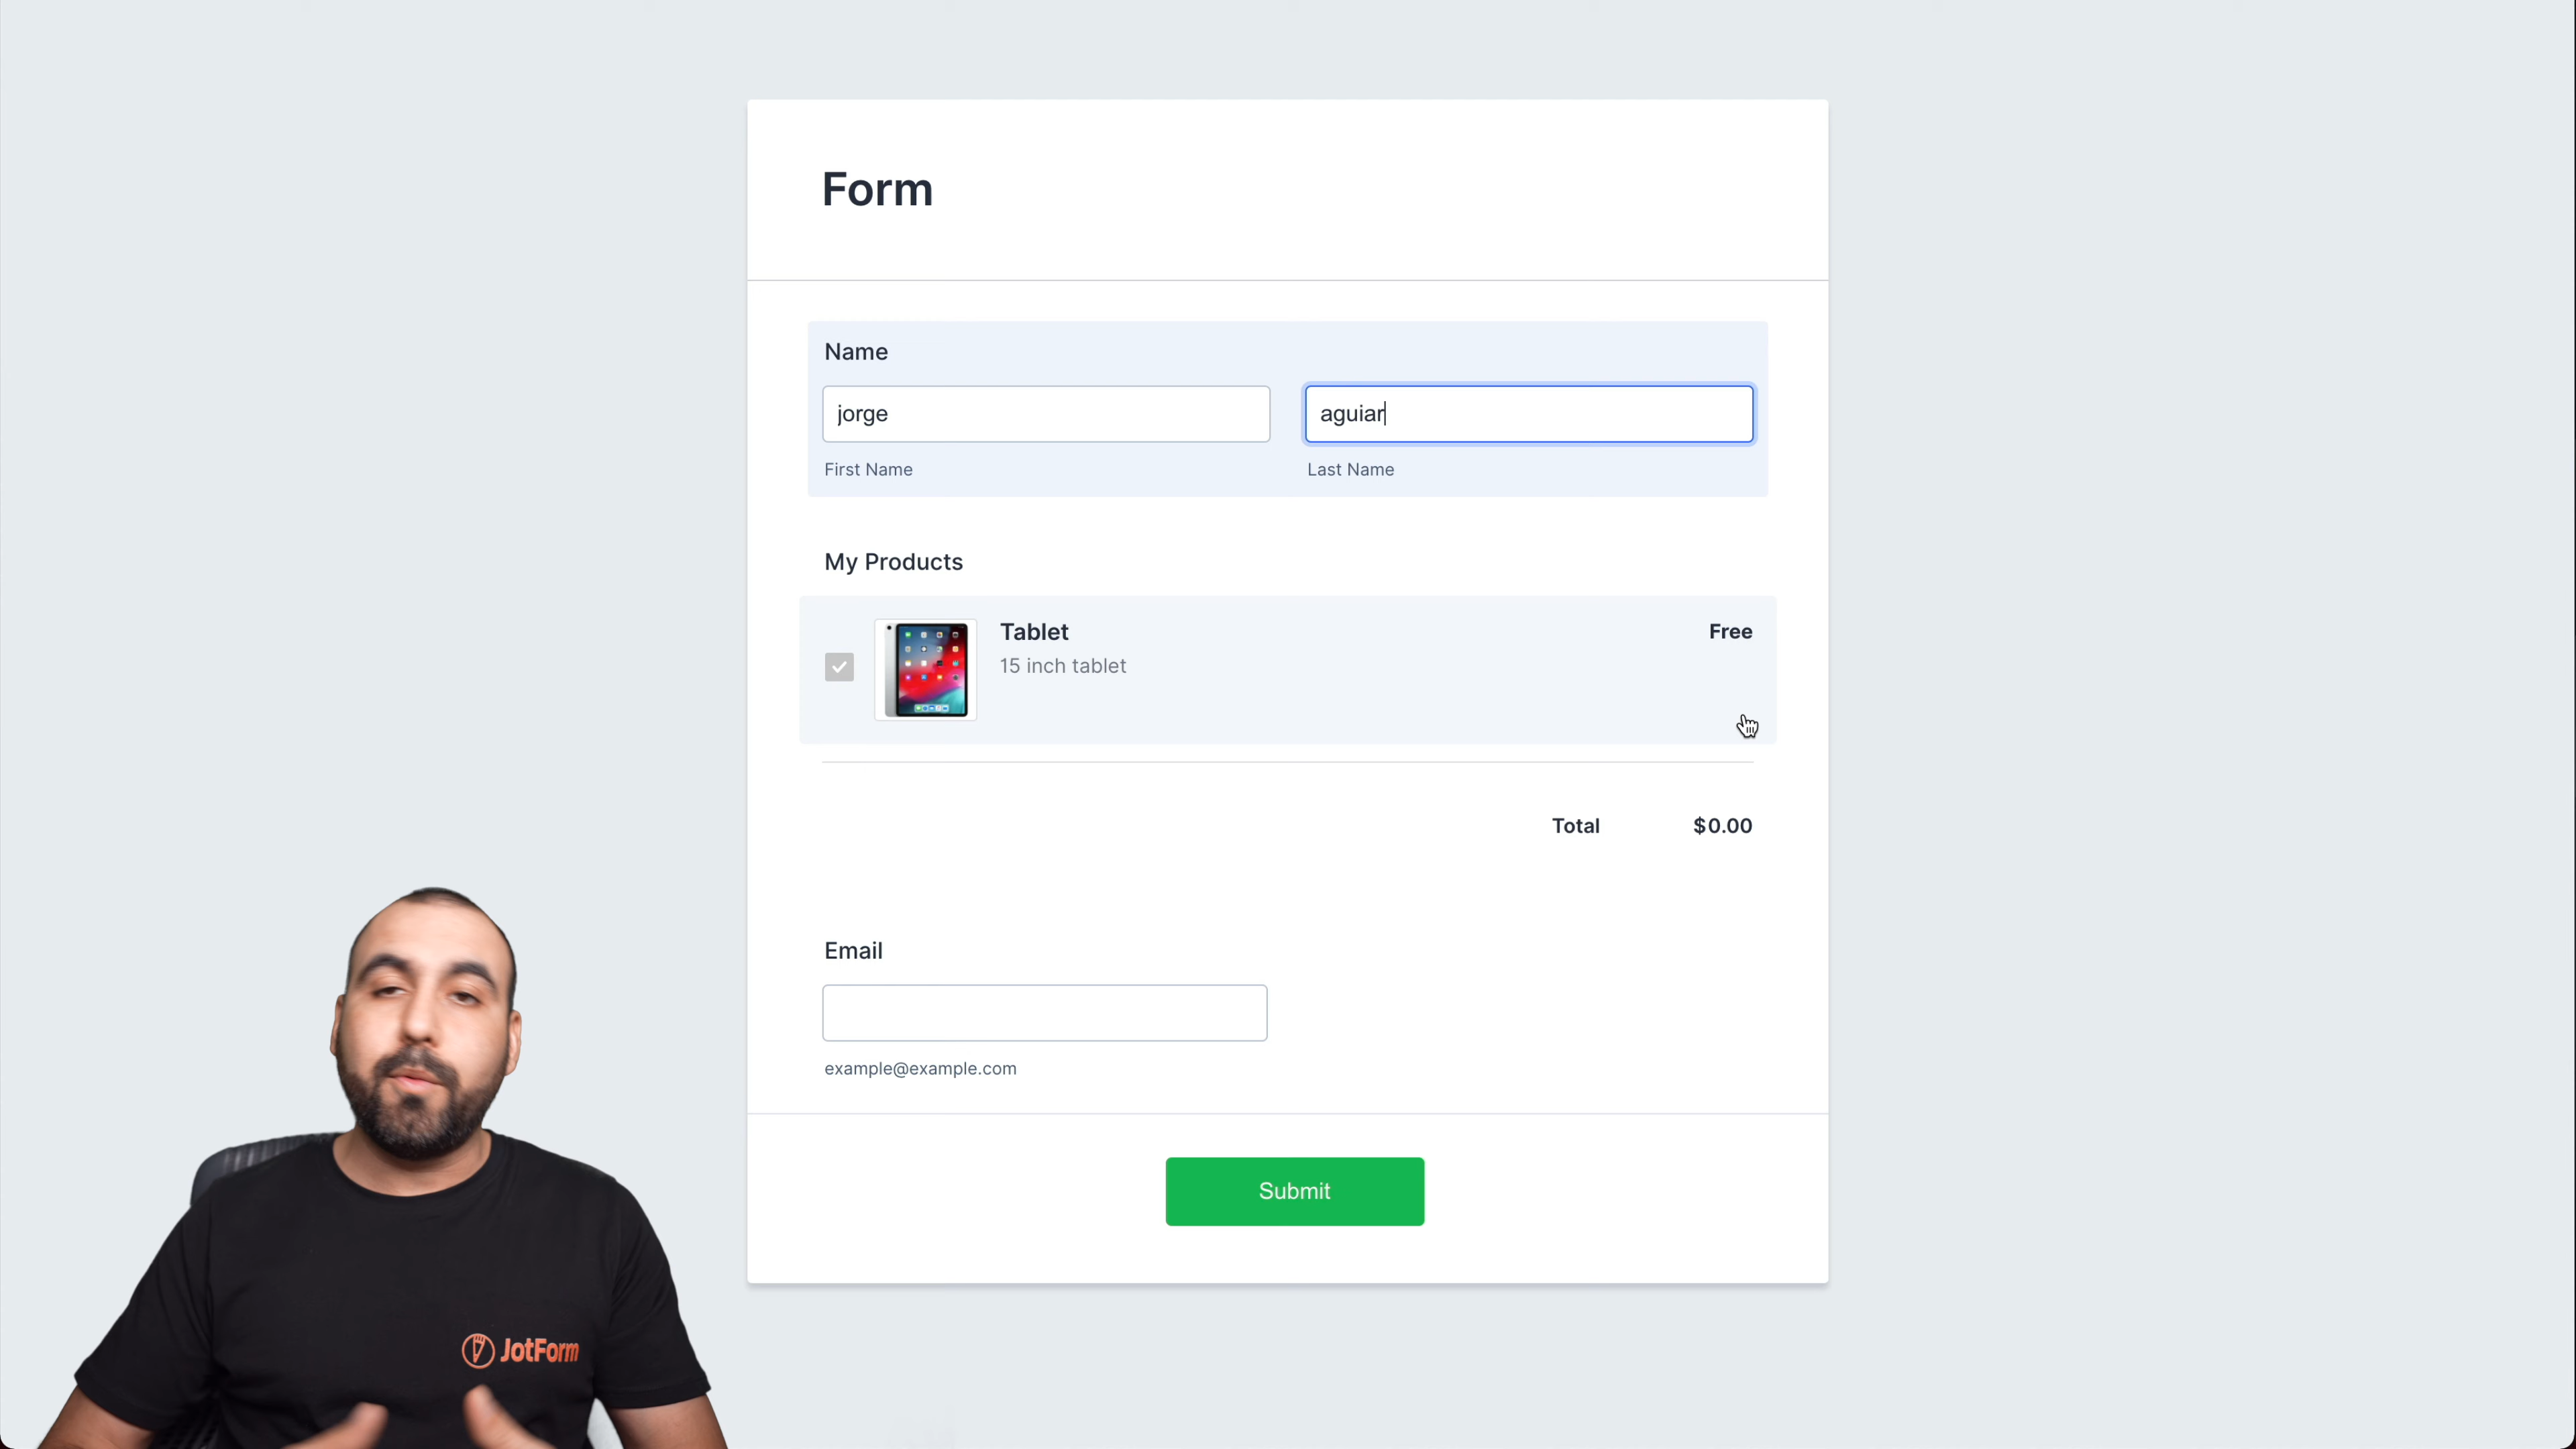 Form
Name
jorge
aguiar
First Name
Last Name
My Products
Tablet
Free
15 inch tablet
Total
$0.00
Email
example@example.com
Submit
JotForm